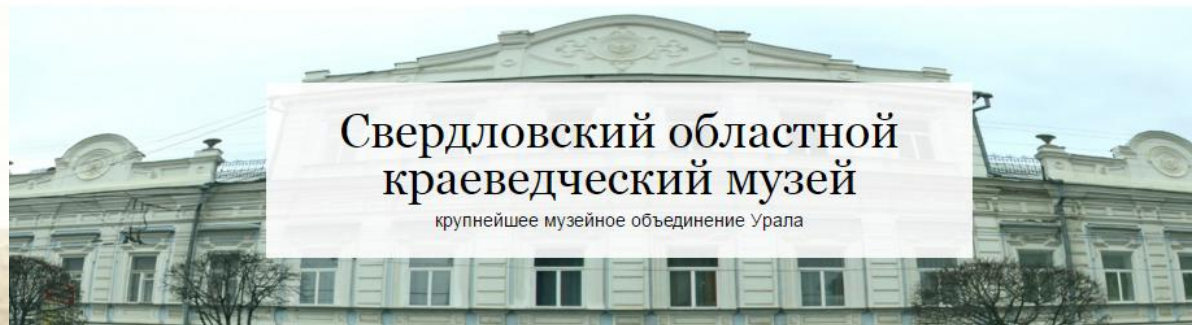 Свердловский областной
краеведческий музей
крупнейшее музейное объединение Урала